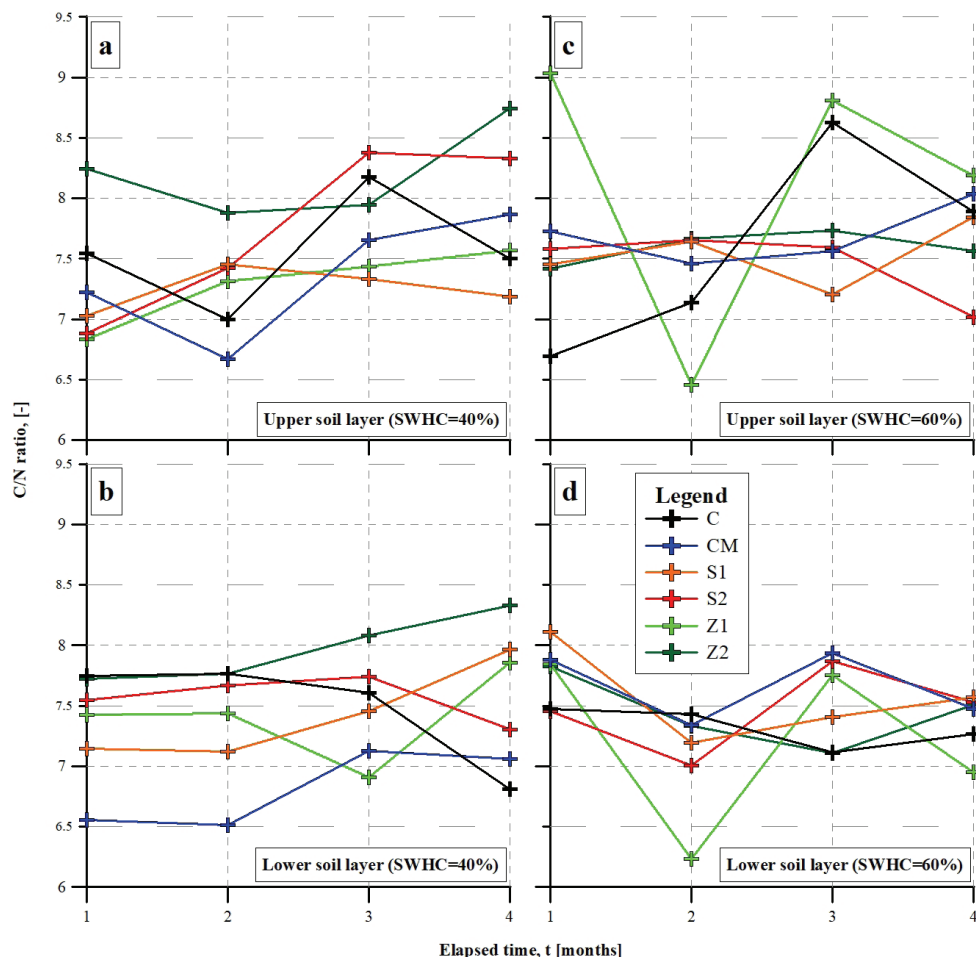 9.5
9
8.5
8
7.5
7
6.5
6
a
Upper soil layer (SWHC=40%)
c
Upper soil layer (SWHC=60%)
C/N ratio, [-]
9.5
9
8.5
8
7.5
7
6.5
6
b
Lower soil layer (SWHC=40%)
d
Legend
C
CM
S1
S2
Z1
Z2
Lower soil layer (SWHC=60%)
1 2 3 4
1 2 3 4
Elapsed time, t [months]